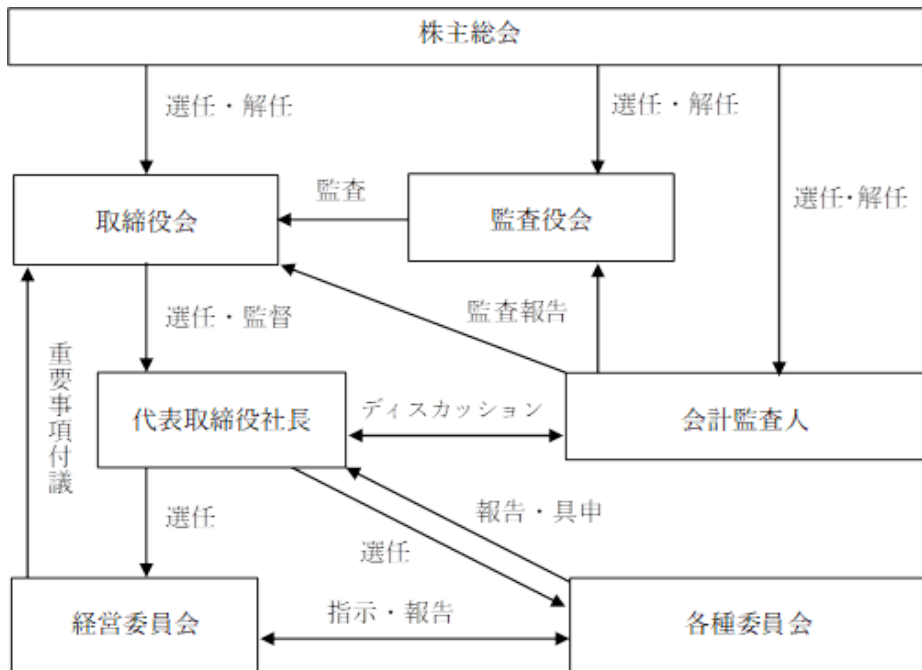 株主総会
選任・解任
選任・解任
選任・解任
監査
取締役会
監査役会
選任・監督
監査報告
重要事項付議
代表取締役社長
ディスカッション
会計監査人
選任
報告・具申
選任
経営委員会
指示・報告
各種委員会